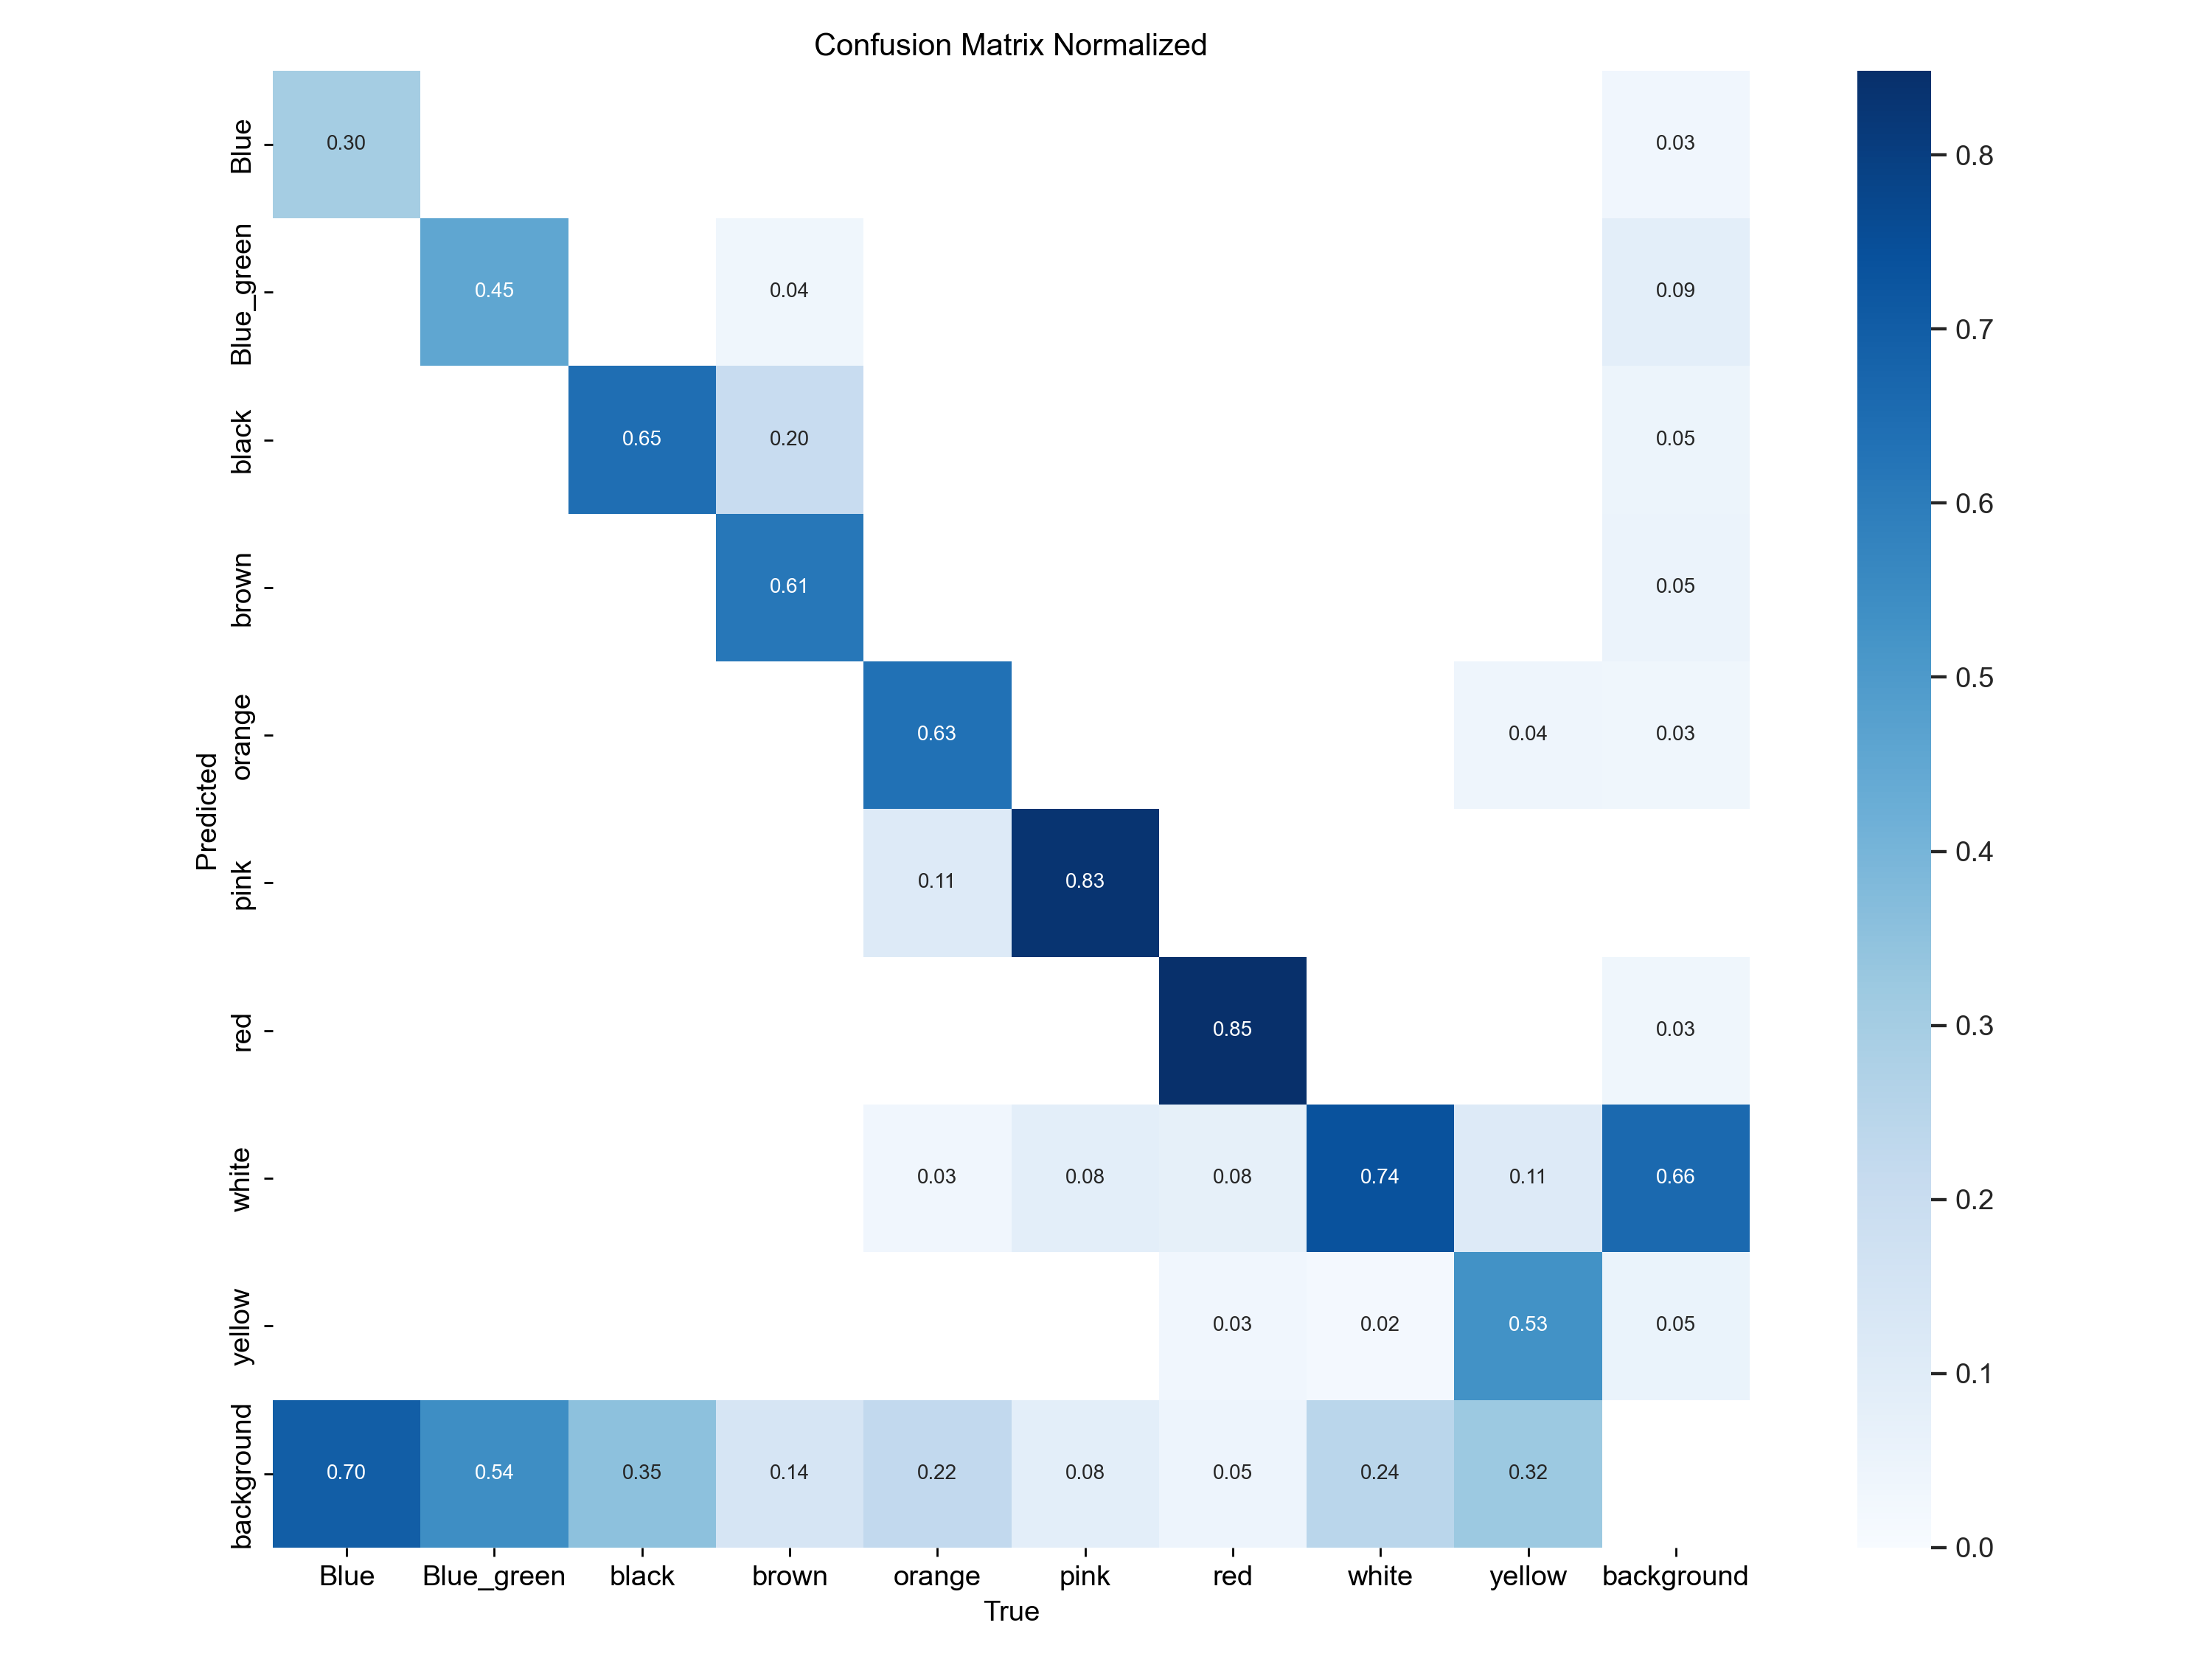 Confusion Matrix Normalized
Blue 0.30 0.03
Blue_green 0.45 0.04 0.09
black 0.65 0.20 0.05
brown 0.61 0.05
orange 0.63 0.04 0.03
pink 0.11 0.83
red 0.85 0.03
white 0.03 0.08 0.08 0.74 0.11 0.66
yellow 0.03 0.02 0.53 0.05
background 0.70 0.54 0.35 0.14 0.22 0.08 0.05 0.24 0.32
Predicted
Blue Blue_green black brown orange pink red white yellow background
True
0.8
0.7
0.6
0.5
0.4
0.3
0.2
0.1
0.0